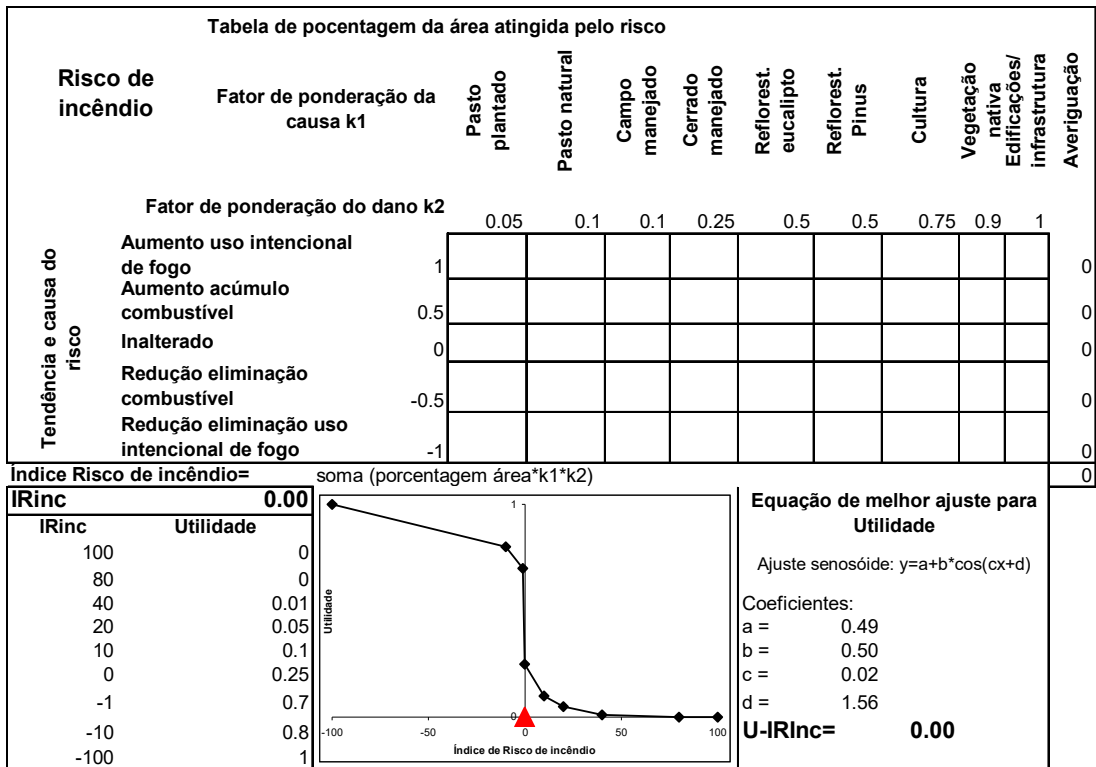 Tabela de pocentagem da área atingida pelo risco
Risco de
incêndio
Fator de ponderação da
causa k1
Pasto
plantado
Pasto natural
Campo
manejado
Cerrado
manejado
Reflorest.
eucalipto
Reflorest.
Pinus
Cultura
Vegetação
nativa
Edificações/
infrastrutura
Averiguação
Fator de ponderação do dano k2
0.05 0.1 0.1 0.25 0.5 0.5 0.75 0.9 1
Tendência e causa do
risco
Aumento uso intencional
de fogo 1 0
Aumento acúmulo
combustível 0.5 0
Inalterado 0 0
Redução eliminação
combustível -0.5 0
Redução eliminação uso
intencional de fogo -1 0
Índice Risco de incêndio= soma (porcentagem área*k1*k2) 0
IRinc 0.00
IRinc Utilidade
100 0
80 0
40 0.01
20 0.05
10 0.1
0 0.25
-1 0.7
-10 0.8
-100 1
1
Utilidade
0
-100 -50 0 50 100
Índice de Risco de incêndio
Equação de melhor ajuste para
Utilidade
Ajuste senosóide: y=a+b*cos(cx+d)
Coeficientes:
a = 0.49
b = 0.50
c = 0.02
d = 1.56
U-IRInc= 0.00